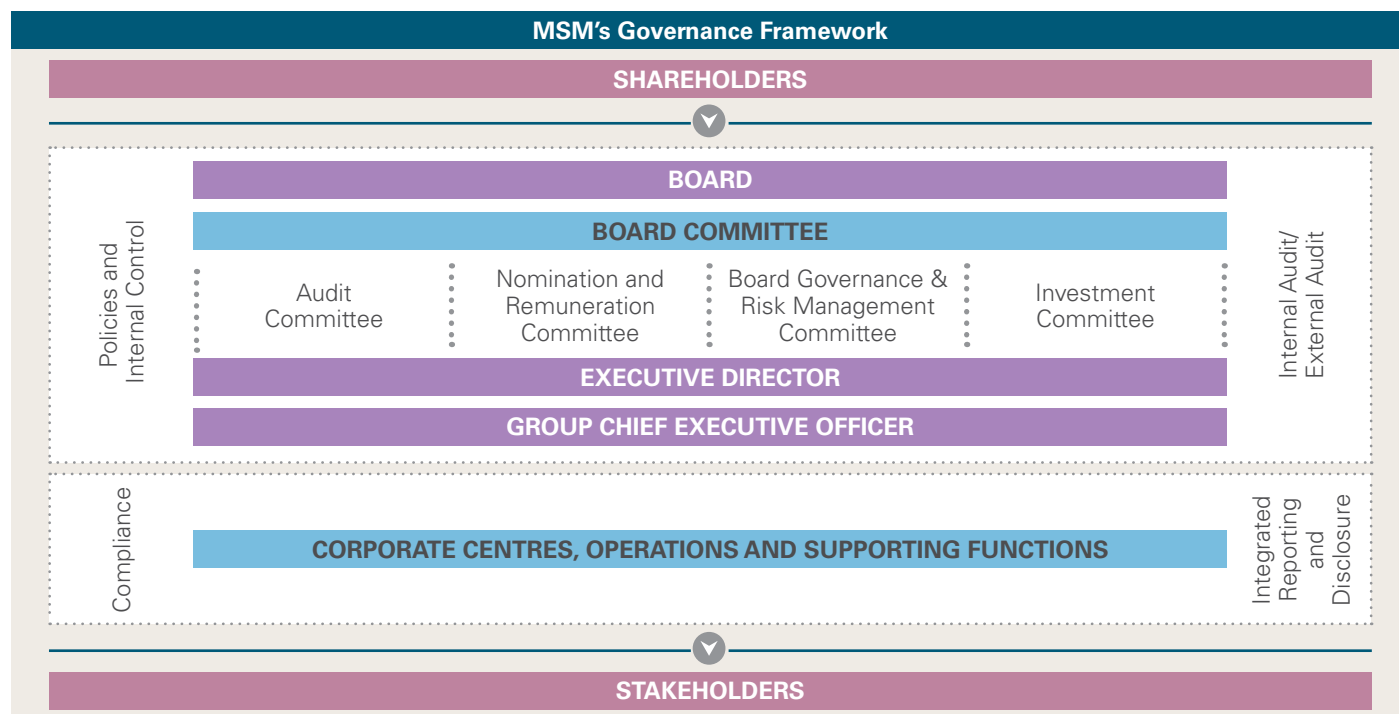 MSM’s Governance Framework
SHAREHOLDERS
Policies and
Internal Control
BOARD
BOARD COMMITTEE
Audit
Committee
Nomination and
Remuneration
Committee
Board Governance &
Risk Management
Committee
Investment
Committee
EXECUTIVE DIRECTOR
GROUP CHIEF EXECUTIVE OFFICER
Internal Audit/
External Audit
Compliance
CORPORATE CENTRES, OPERATIONS AND SUPPORTING FUNCTIONS
Integrated
Reporting
and
Disclosure
STAKEHOLDERS